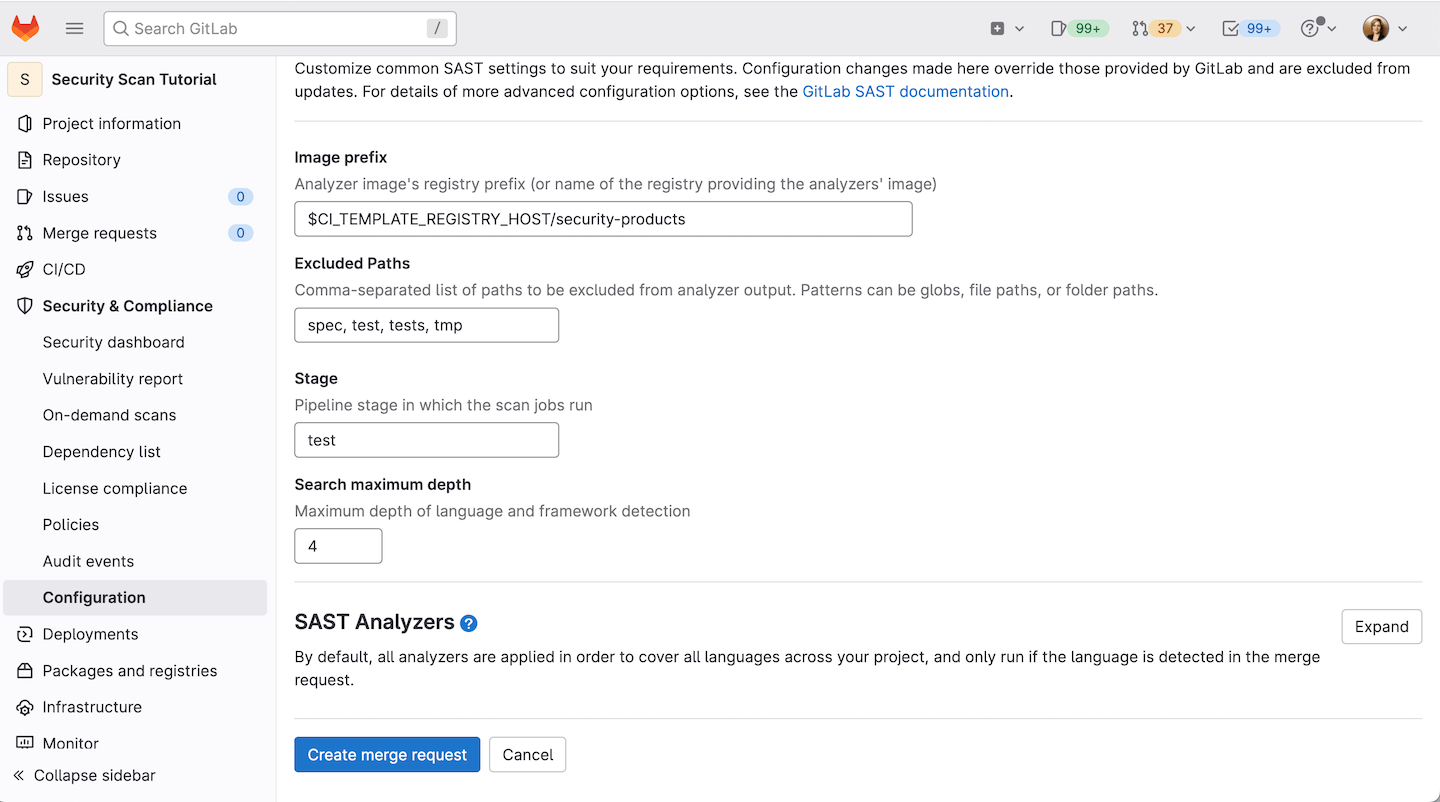 Search GitLab
/
99+
37
99+
S
Security Scan Tutorial
Project information
Repository
Issues
0
Merge requests
0
CI/CD
Security & Compliance
Security dashboard
Vulnerability report
On-demand scans
Dependency list
License compliance
Policies
Audit events
Configuration
Deployments
Packages and registries
Infrastructure
Monitor
Collapse sidebar
Customize common SAST settings to suit your requirements. Configuration changes made here override those provided by GitLab and are excluded from
updates. For details of more advanced configuration options, see the GitLab SAST documentation.
Image prefix
Analyzer image's registry prefix (or name of the registry providing the analyzers' image)
$CI_TEMPLATE_REGISTRY_HOST/security-products
Excluded Paths
Comma-separated list of paths to be excluded from analyzer output. Patterns can be globs, file paths, or folder paths.
spec, test, tests, tmp
Stage
Pipeline stage in which the scan jobs run
test
Search maximum depth
Maximum depth of language and framework detection
4
SAST Analyzers ?
Expand
By default, all analyzers are applied in order to cover all languages across your project, and only run if the language is detected in the merge
request.
Create merge request
Cancel